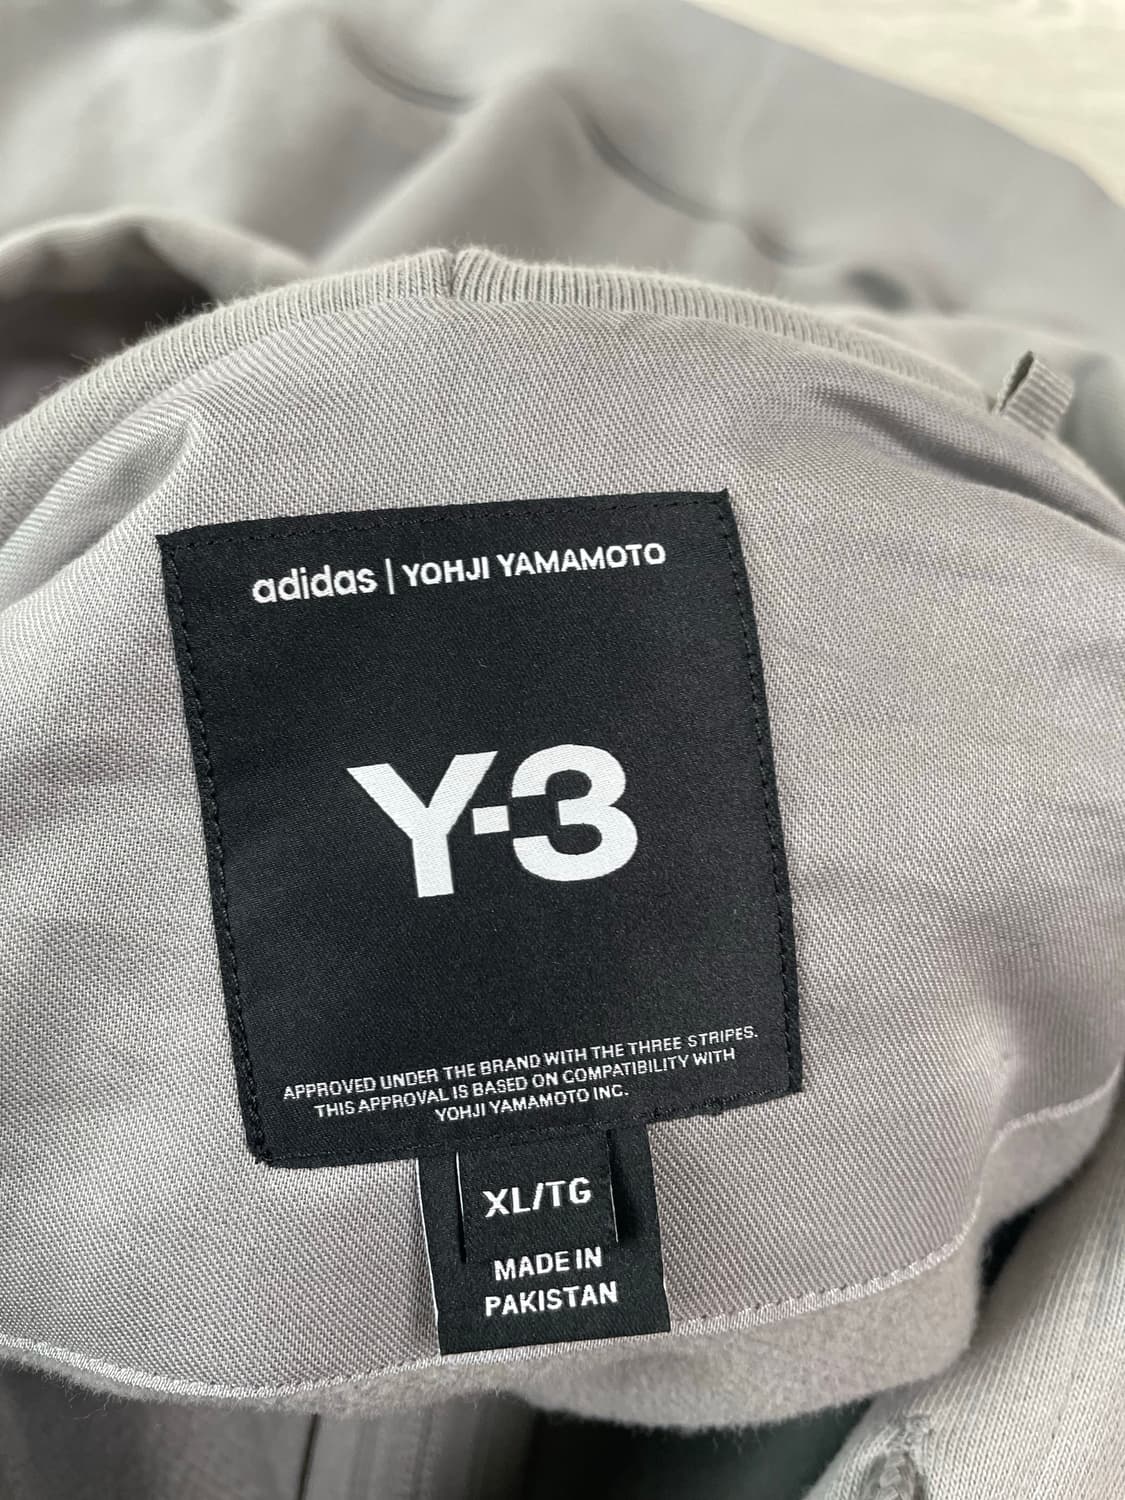 adidas | YOHJI YAMAMOTO
Y-3
APPROVED UNDER THE BRAND WITH THE THREE STRIPES.
THIS APPROVAL IS BASED ON COMPATIBILITY WITH
YOHJI YAMAMOTO INC.
XL/TG
MADE IN
PAKISTAN